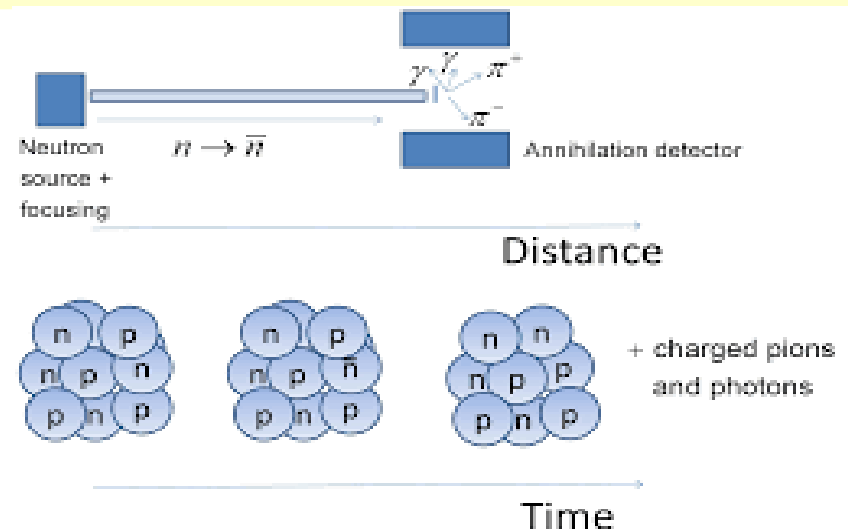 γ γ π⁺
π⁻
Neutron
source +
focusing
n → n̅
Annihilation detector
Distance
n p n p n n
n p n n p n̅ n p p
p n p p n p p n p
+ charged pions
and photons
Time